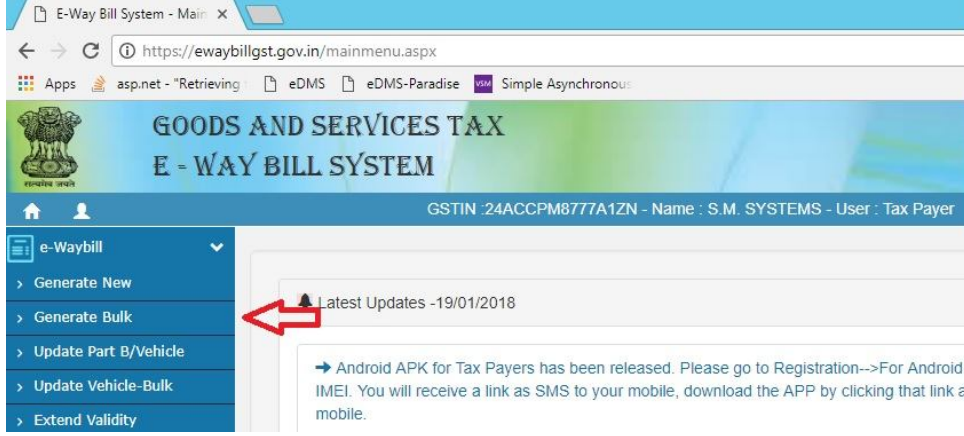 E-Way Bill System - Main
https://ewaybillgst.gov.in/mainmenu.aspx
Apps asp.net - "Retrieving eDMS eDMS-Paradise VSM Simple Asynchronous
GOODS AND SERVICES TAX
E - WAY BILL SYSTEM
सत्यमेव जयते
GSTIN :24ACCPM8777A1ZN - Name : S.M. SYSTEMS - User : Tax Payer
e-Waybill
Generate New
Latest Updates -19/01/2018
Generate Bulk
Update Part B/Vehicle
Android APK for Tax Payers has been released. Please go to Registration-->For Android
Update Vehicle-Bulk
IMEI. You will receive a link as SMS to your mobile, download the APP by clicking that link a
Extend Validity
mobile.